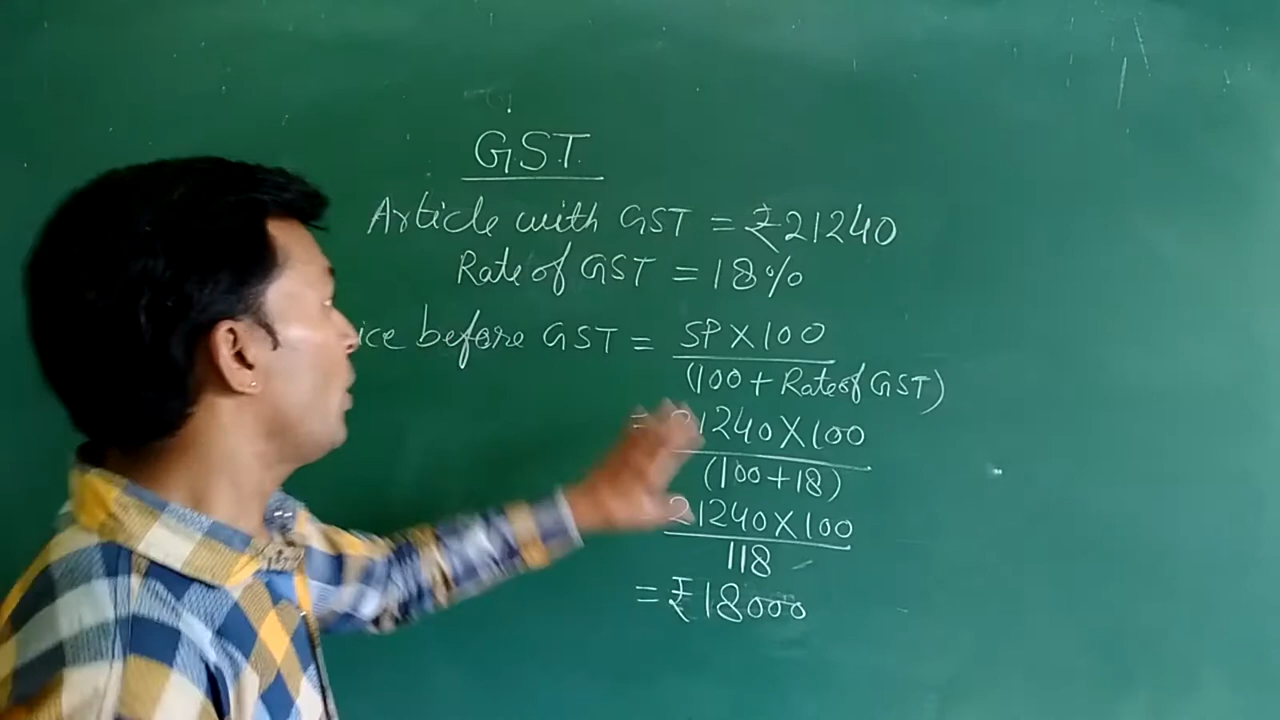 GST
Article with GST = ₹21240
Rate of GST = 18%
ice before GST = SP X 100
(100 + Rate of GST)
= 21240 X 100
(100 + 18)
21240 X 100
118
= ₹18000